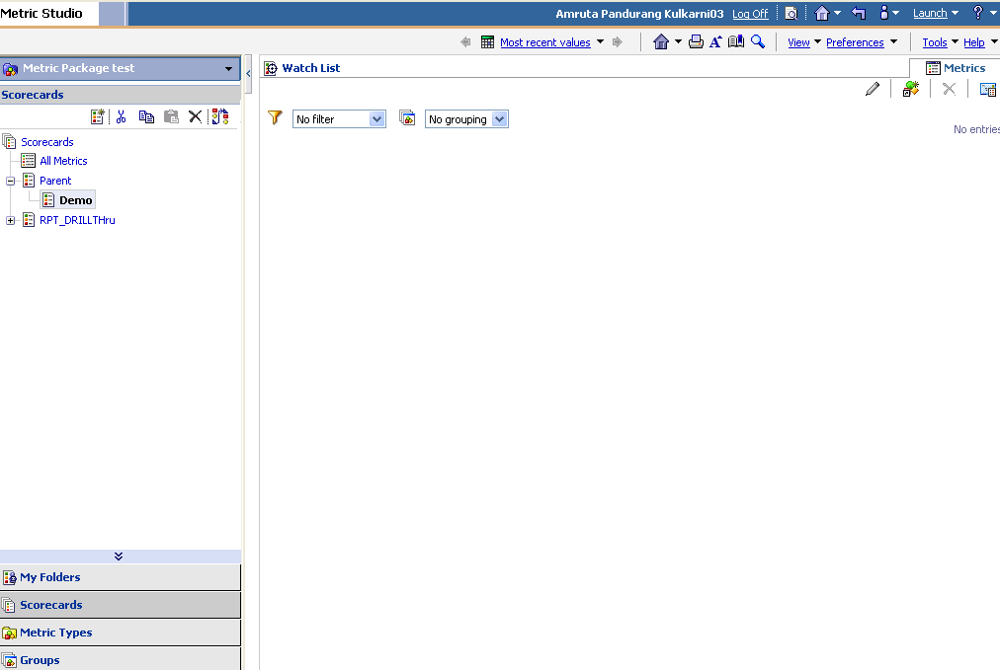 Metric Studio
Amruta Pandurang Kulkarni03 Log Off Launch ?
Most recent values View Preferences Tools Help
Metric Package test
Watch List
Metrics
Scorecards
No filter
No grouping
No entries
Scorecards
All Metrics
Parent
Demo
RPT_DRILLTHru
My Folders
Scorecards
Metric Types
Groups